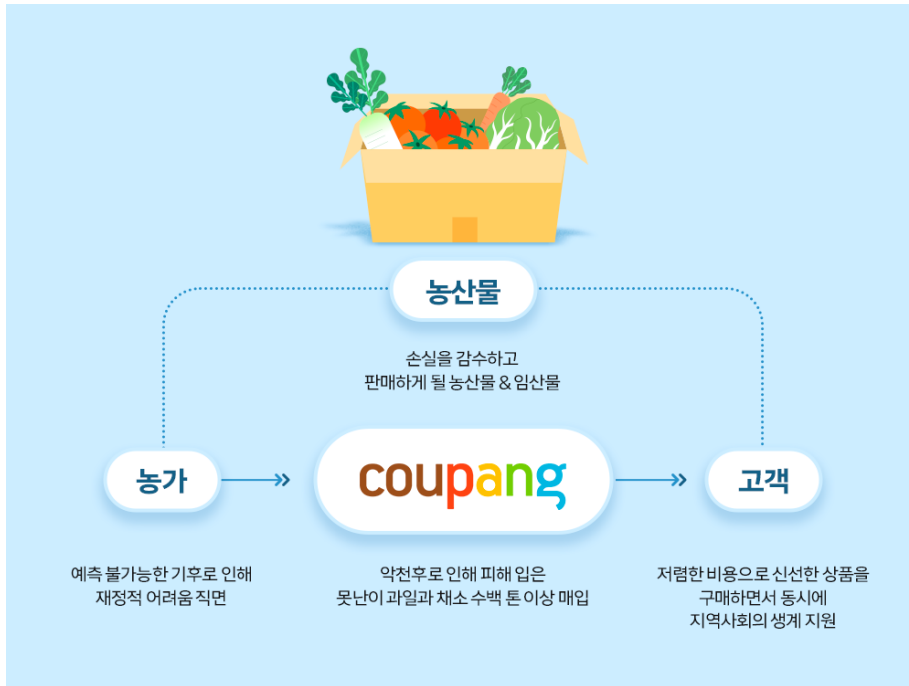 농산물
손실을 감수하고
판매하게 될 농산물 & 임산물
농가
coupang
고객
예측 불가능한 기후로 인해
재정적 어려움 직면
악천후로 인해 피해 입은
못난이 과일과 채소 수백 톤 이상 매입
저렴한 비용으로 신선한 상품을
구매하면서 동시에
지역사회의 생계 지원